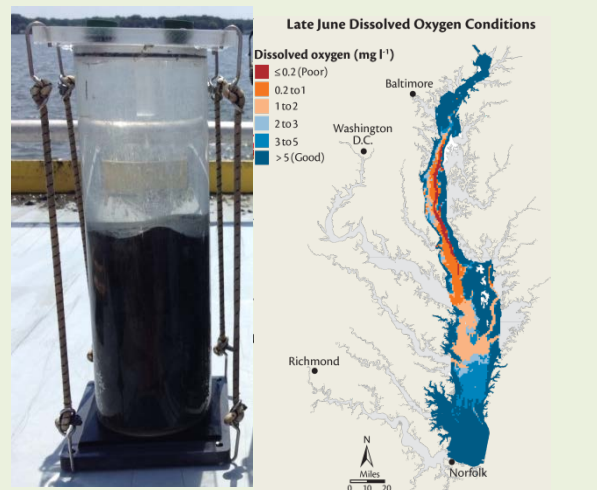 Late June Dissolved Oxygen Conditions
Dissolved oxygen (mg l⁻¹)
≤ 0.2 (Poor)
0.2 to 1
1 to 2
2 to 3
3 to 5
> 5 (Good)
Baltimore
Washington
D.C.
Richmond
Norfolk
N
Miles
0 10 20